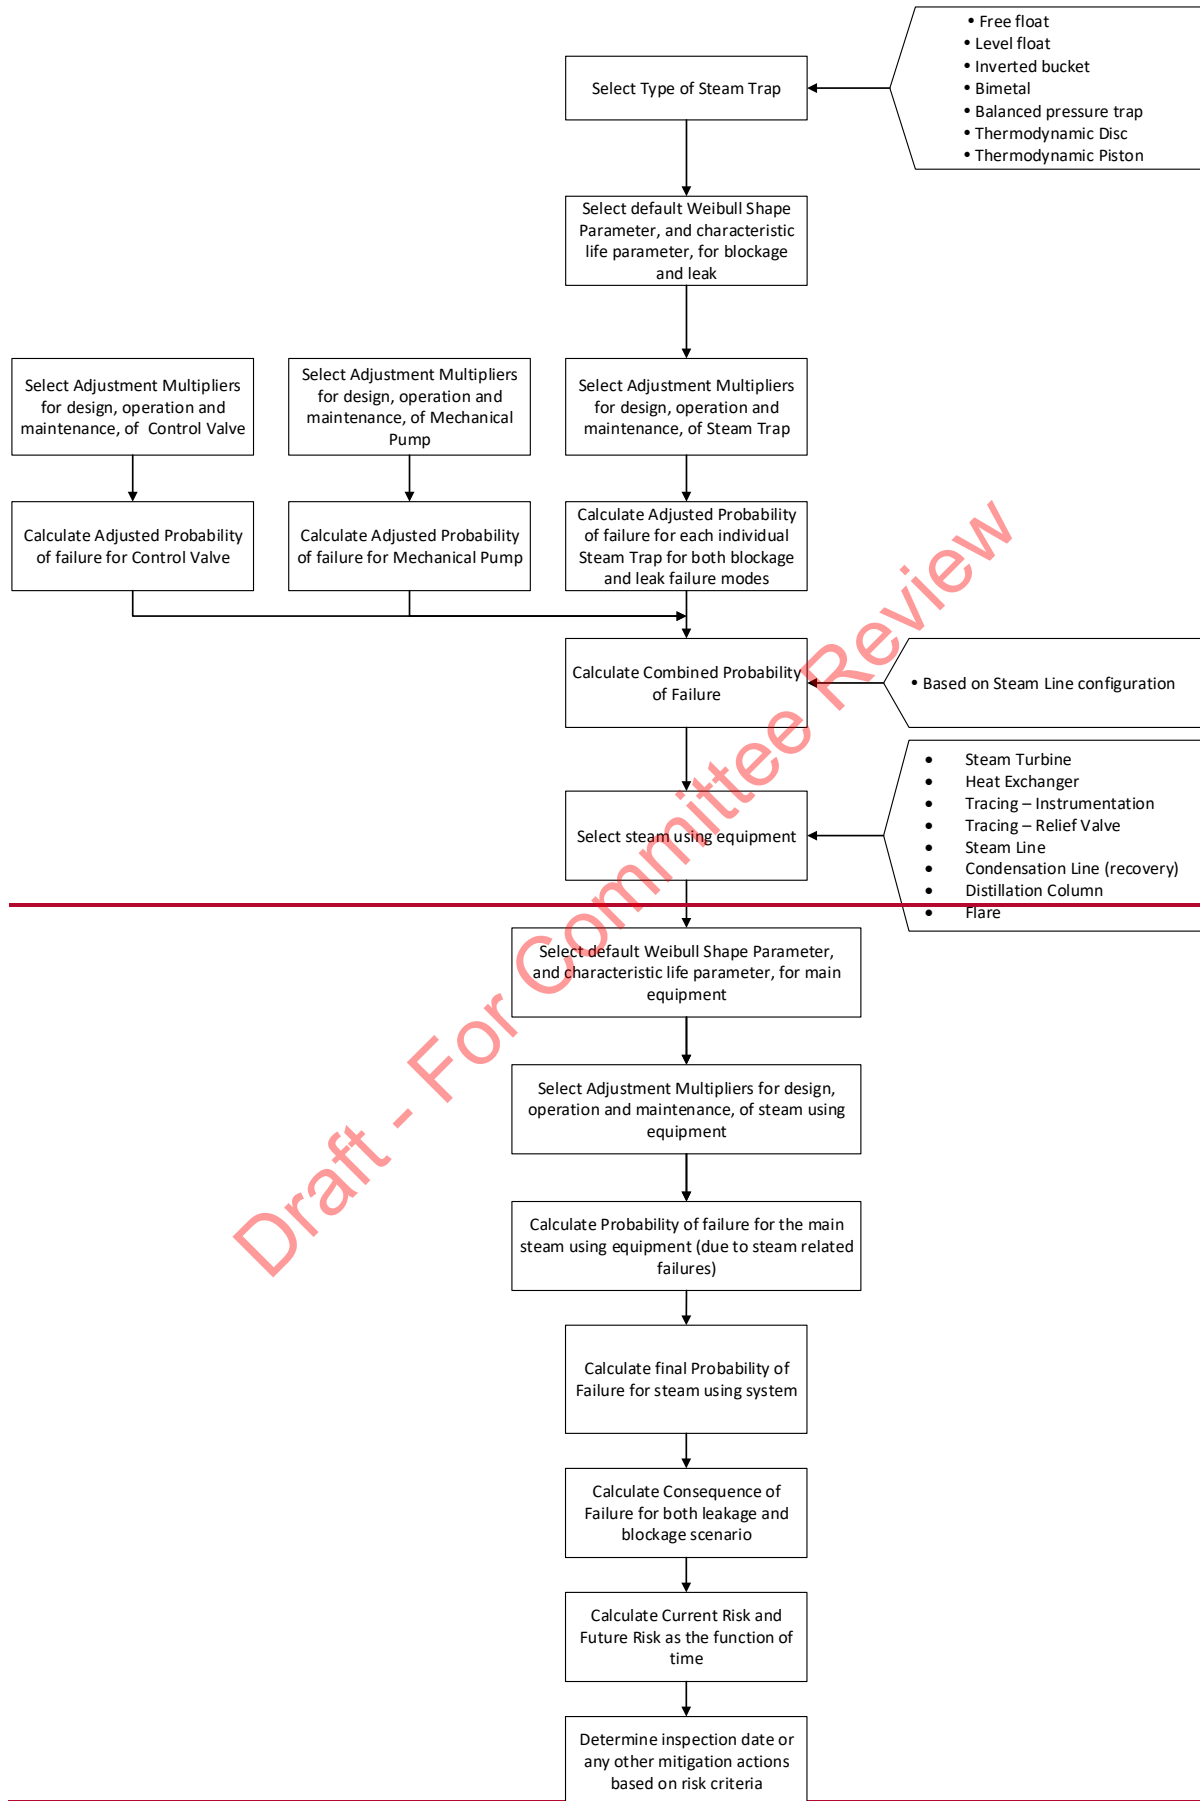 • Free float
• Level float
• Inverted bucket
• Bimetal
• Balanced pressure trap
• Thermodynamic Disc
• Thermodynamic Piston
Select Type of Steam Trap
Select default Weibull Shape
Parameter, and characteristic
life parameter, for blockage
and leak
Select Adjustment Multipliers
for design, operation and
maintenance, of  Control Valve
Select Adjustment Multipliers
for design, operation and
maintenance, of Mechanical
Pump
Select Adjustment Multipliers
for design, operation and
maintenance, of Steam Trap
Calculate Adjusted Probability
of failure for Control Valve
Calculate Adjusted Probability
of failure for Mechanical Pump
Calculate Adjusted Probability
of failure for each individual
Steam Trap for both blockage
and leak failure modes
Calculate Combined Probability
of Failure
• Based on Steam Line configuration
Select steam using equipment
• Steam Turbine
• Heat Exchanger
• Tracing – Instrumentation
• Tracing – Relief Valve
• Steam Line
• Condensation Line (recovery)
• Distillation Column
• Flare
Select default Weibull Shape Parameter,
and characteristic life parameter, for main
equipment
Select Adjustment Multipliers for design,
operation and maintenance, of steam using
equipment
Calculate Probability of failure for the main
steam using equipment (due to steam related
failures)
Calculate final Probability of
Failure for steam using system
Calculate Consequence of
Failure for both leakage and
blockage scenario
Calculate Current Risk and
Future Risk as the function of
time
Determine inspection date or
any other mitigation actions
based on risk criteria
Draft - For Committee Review